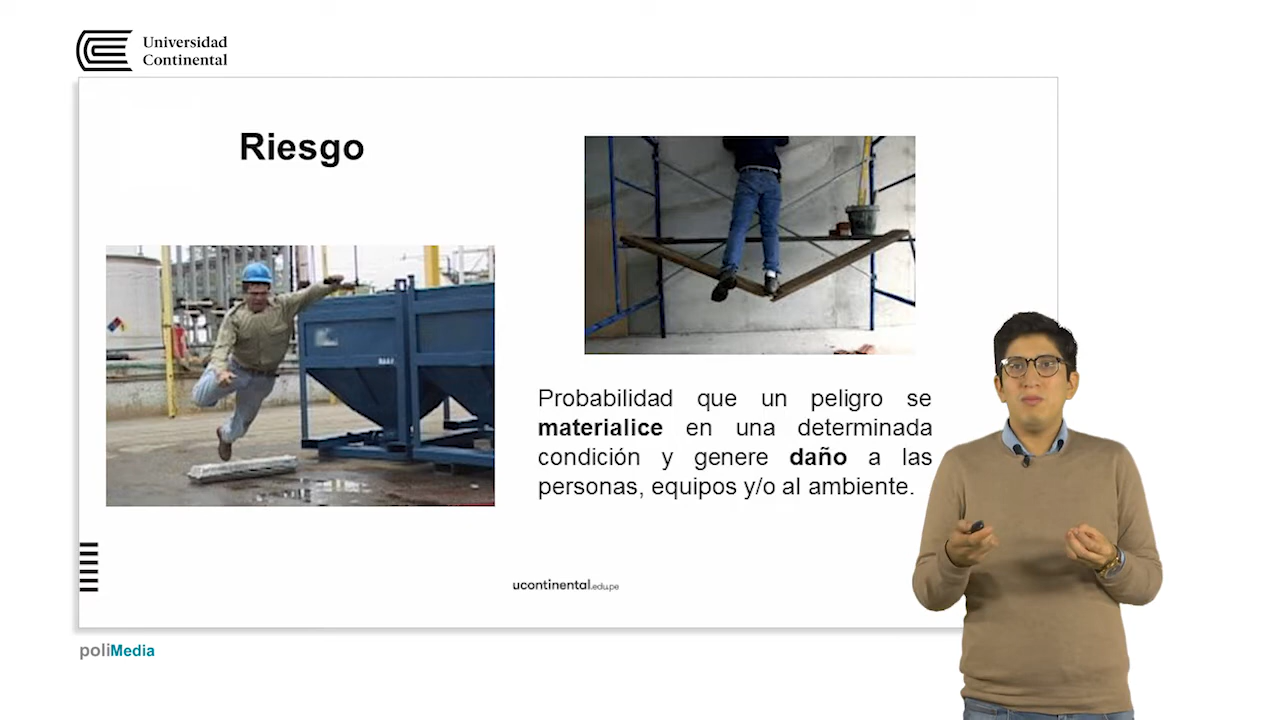 Universidad
Continental
Riesgo
Probabilidad que un peligro se
materialice en una determinada
condición y genere daño a las
personas, equipos y/o al ambiente.
ucontinental.edu.pe
poliMedia